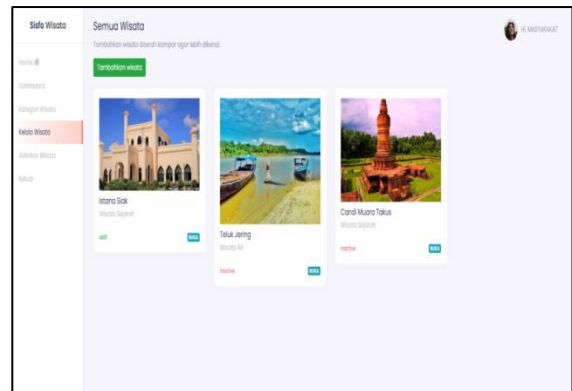 Sisfo Wisata
Home
Dashboard
Kategori Wisata
Kelola Wisata
Aktivitas Wisata
Keluar
Semua Wisata
Tambahkan wisata daerah kampar agar lebih dikenal.
Tambahkan wisata
Hi, MASYARAKAT
Istana Siak
Wisata Sejarah
aktif
BUKA
Teluk Jering
Wisata Air
inactive
BUKA
Candi Muara Takus
Wisata Sejarah
inactive
BUKA